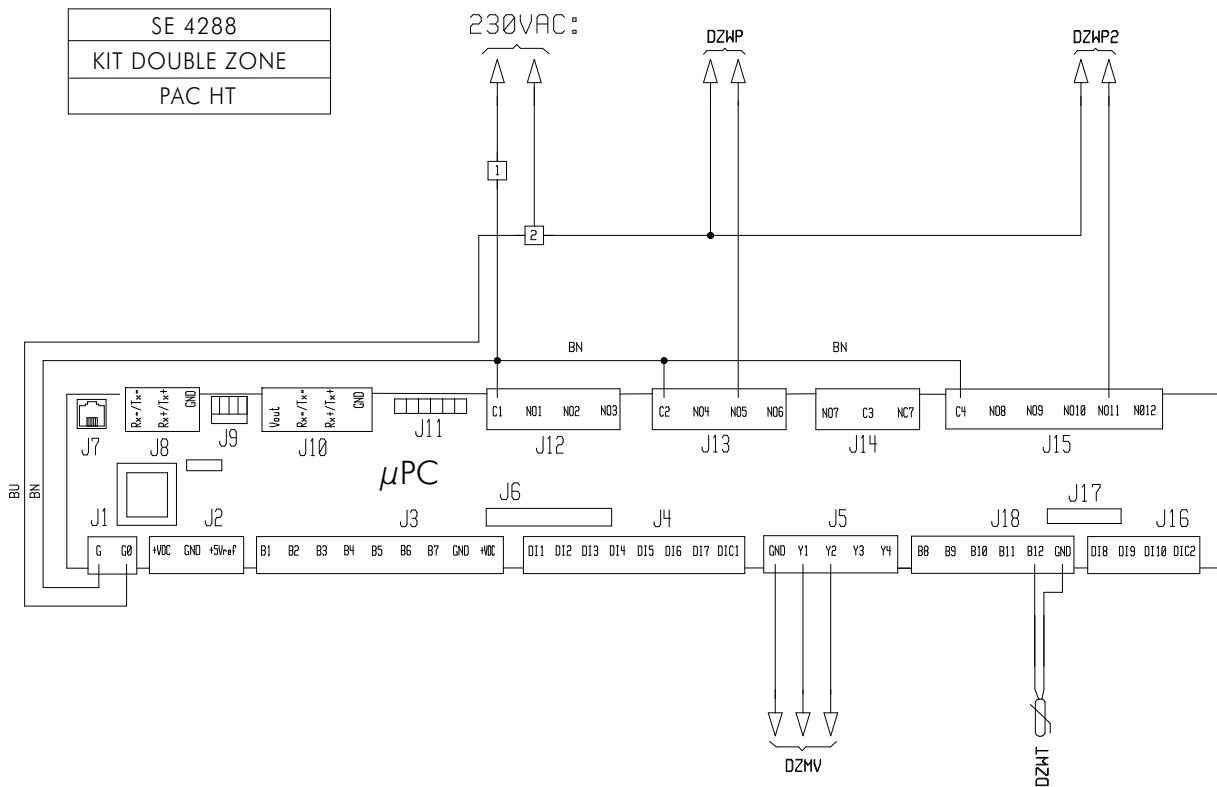 SE 4288
KIT DOUBLE ZONE
PAC HT
230VAC:
DZWP
DZWP2
1
2
BN
BN
BU
BN
J7
Rx-/Tx-
Rx+/Tx+
GND
J8
J9
Vout
Rx-/Tx-
Rx+/Tx+
GND
J10
J11
C1 NO1 NO2 NO3
J12
C2 NO4 NO5 NO6
J13
NO7 C3 NC7
J14
C4 NO8 NO9 NO10 NO11 NO12
J15
µPC
J1
G G0
J2
+VDC GND +5Vref
J3
B1 B2 B3 B4 B5 B6 B7 GND +VDC
J6
J4
DI1 DI2 DI3 DI4 DI5 DI6 DI7 DIC1
J5
GND Y1 Y2 Y3 Y4
J18
B8 B9 B10 B11 B12 GND
J17
J16
DI8 DI9 DI10 DIC2
DZMV
DZWT